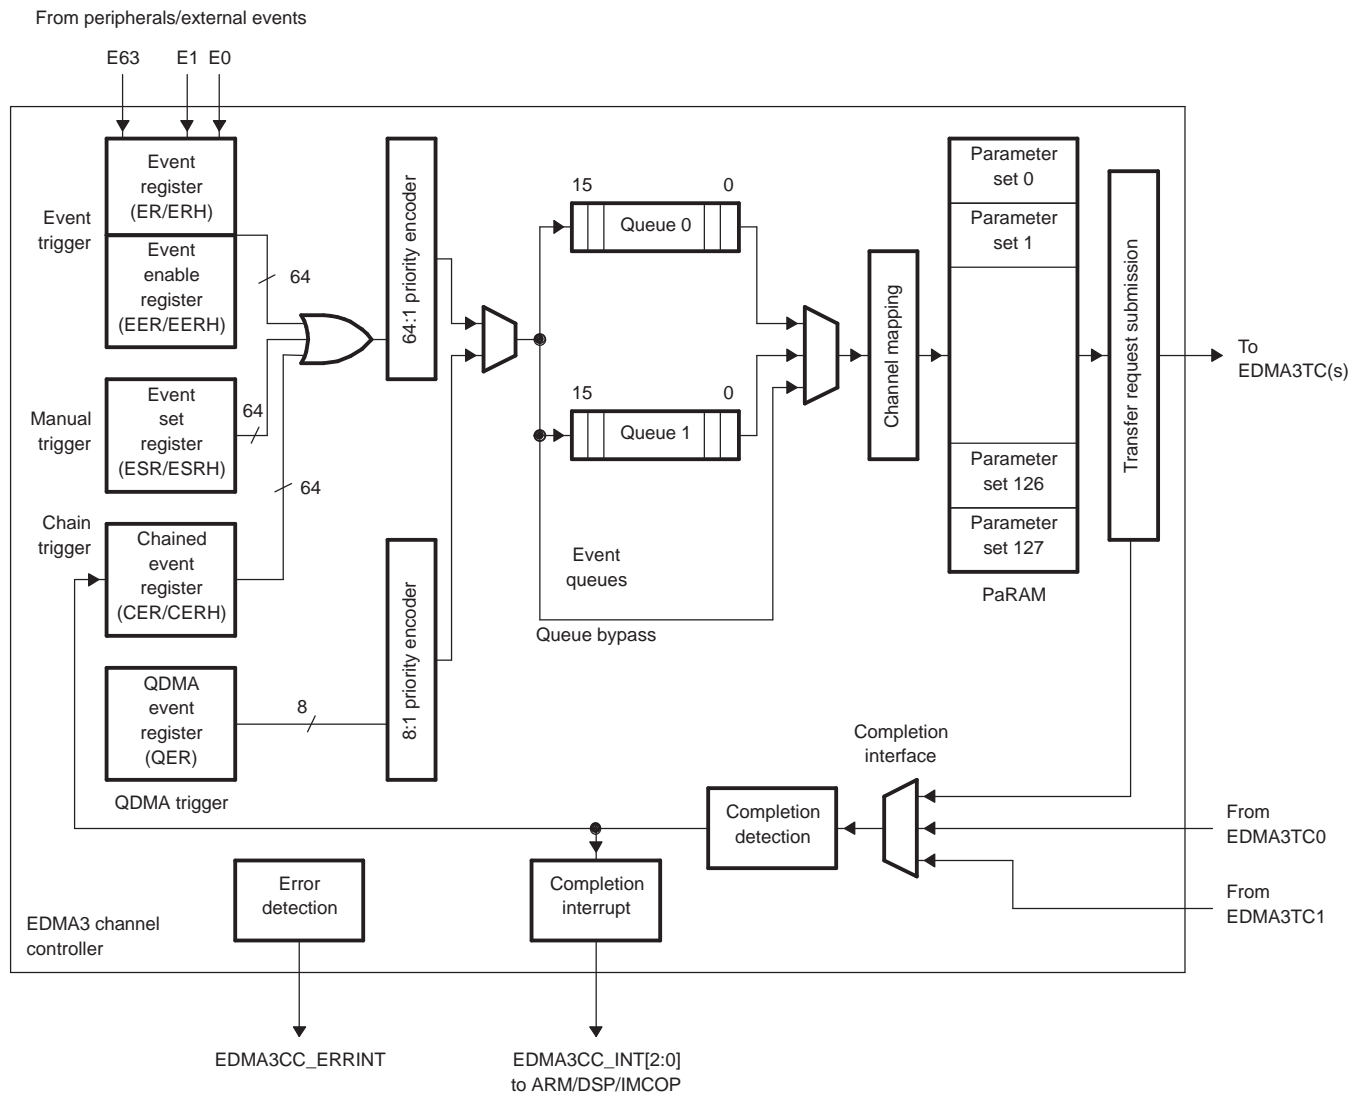 From peripherals/external events
E63
E1
E0
Event
trigger
Event
register
(ER/ERH)
Event
enable
register
(EER/EERH)
64
Manual
trigger
Event
set
register
(ESR/ESRH)
64
64
Chain
trigger
Chained
event
register
(CER/CERH)
QDMA
event
register
(QER)
8
QDMA trigger
64:1 priority encoder
8:1 priority encoder
15
0
Queue 0
15
0
Queue 1
Event
queues
Queue bypass
Channel mapping
Parameter
set 0
Parameter
set 1
Parameter
set 126
Parameter
set 127
PaRAM
Transfer request submission
To
EDMA3TC(s)
Completion
interface
Completion
detection
From
EDMA3TC0
From
EDMA3TC1
Error
detection
Completion
interrupt
EDMA3 channel
controller
EDMA3CC_ERRINT
EDMA3CC_INT[2:0]
to ARM/DSP/IMCOP